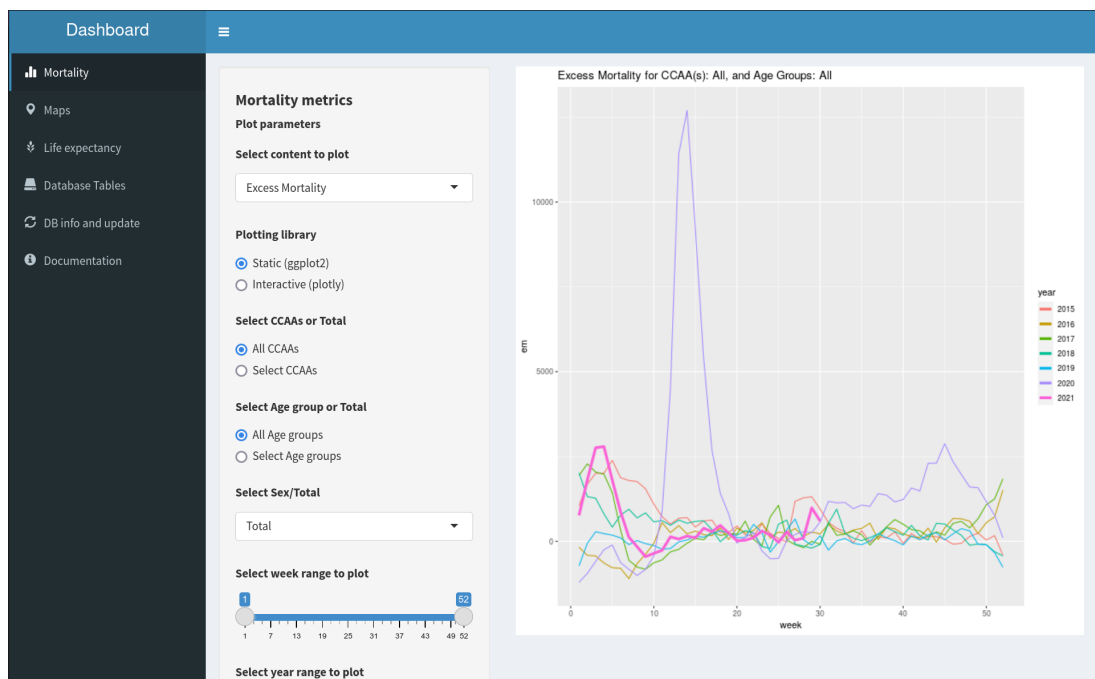 Dashboard
Mortality
Maps
Life expectancy
Database Tables
DB info and update
Documentation
Mortality metrics
Plot parameters
Select content to plot
Excess Mortality
Plotting library
Static (ggplot2)
Interactive (plotly)
Select CCAAs or Total
All CCAAs
Select CCAAs
Select Age group or Total
All Age groups
Select Age groups
Select Sex/Total
Total
Select week range to plot
1 52
1 7 13 19 25 31 37 43 49 52
Select year range to plot
Excess Mortality for CCAA(s): All, and Age Groups: All
10000
5000
0
em
0 10 20 30 40 50
week
year
2015
2016
2017
2018
2019
2020
2021